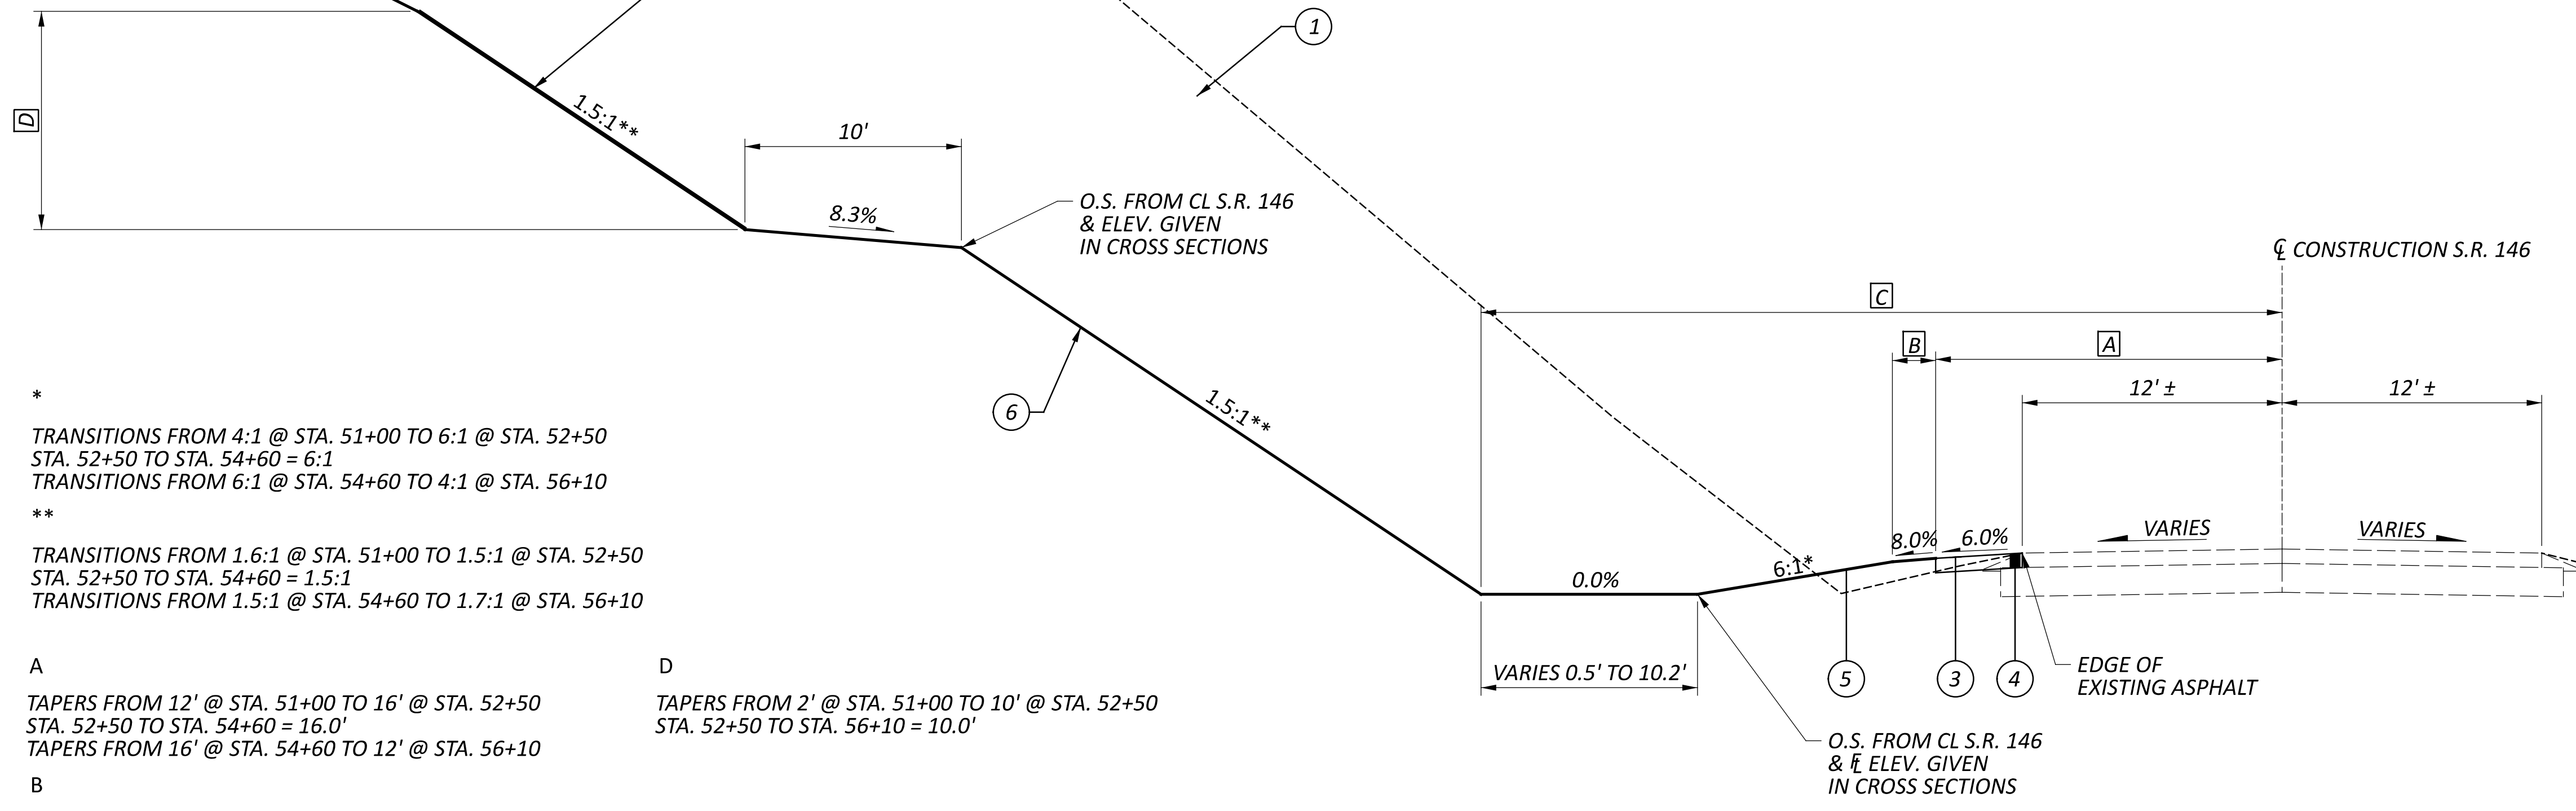 1
D
1.5:1**
10'
8.3%
O.S. FROM CL S.R. 146
& ELEV. GIVEN
IN CROSS SECTIONS
℄ CONSTRUCTION S.R. 146
C
B
A
12' ±
12' ±
6
1.5:1**
*
TRANSITIONS FROM 4:1 @ STA. 51+00 TO 6:1 @ STA. 52+50
STA. 52+50 TO STA. 54+60 = 6:1
TRANSITIONS FROM 6:1 @ STA. 54+60 TO 4:1 @ STA. 56+10
**
TRANSITIONS FROM 1.6:1 @ STA. 51+00 TO 1.5:1 @ STA. 52+50
STA. 52+50 TO STA. 54+60 = 1.5:1
TRANSITIONS FROM 1.5:1 @ STA. 54+60 TO 1.7:1 @ STA. 56+10
8.0%
6.0%
VARIES
VARIES
0.0%
6:1*
VARIES 0.5' TO 10.2'
5
3
4
EDGE OF
EXISTING ASPHALT
O.S. FROM CL S.R. 146
& FL ELEV. GIVEN
IN CROSS SECTIONS
A
TAPERS FROM 12' @ STA. 51+00 TO 16' @ STA. 52+50
STA. 52+50 TO STA. 54+60 = 16.0'
TAPERS FROM 16' @ STA. 54+60 TO 12' @ STA. 56+10
D
TAPERS FROM 2' @ STA. 51+00 TO 10' @ STA. 52+50
STA. 52+50 TO STA. 56+10 = 10.0'
B